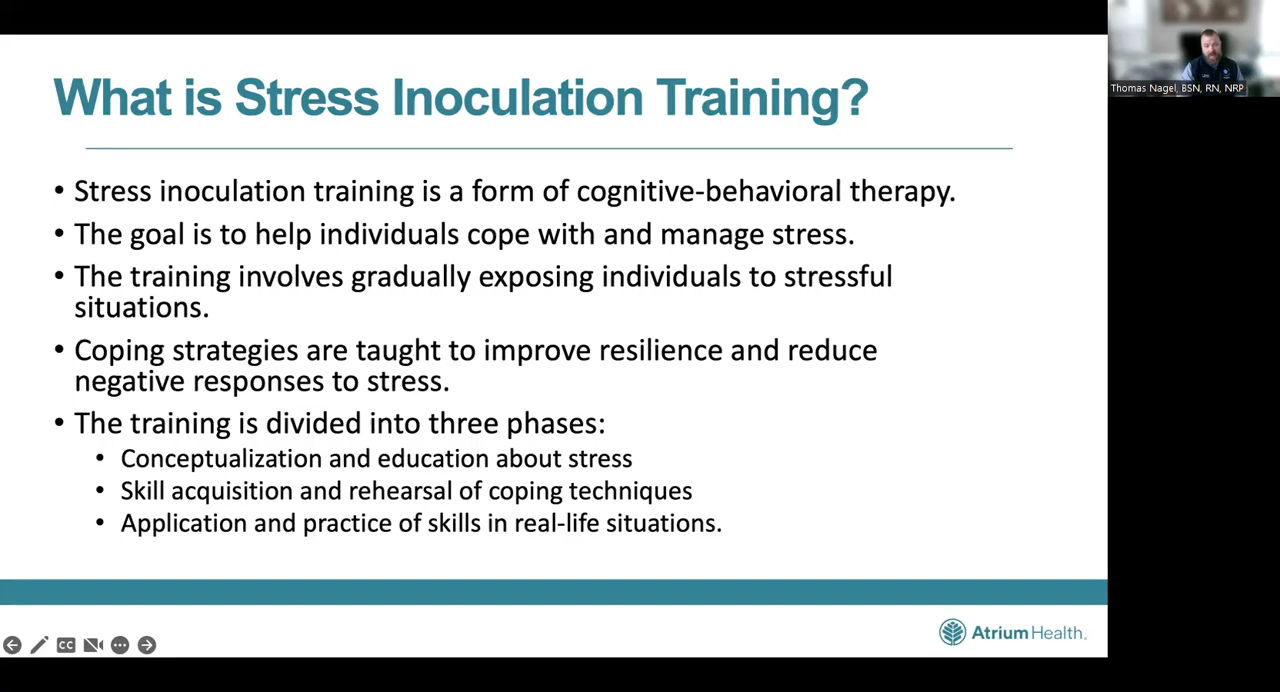 What is Stress Inoculation Training?
• Stress inoculation training is a form of cognitive-behavioral therapy.
• The goal is to help individuals cope with and manage stress.
• The training involves gradually exposing individuals to stressful
situations.
• Coping strategies are taught to improve resilience and reduce
negative responses to stress.
• The training is divided into three phases:
• Conceptualization and education about stress
• Skill acquisition and rehearsal of coping techniques
• Application and practice of skills in real-life situations.
Atrium Health.
CC
Thomas Nagel, BSN, RN, NRP